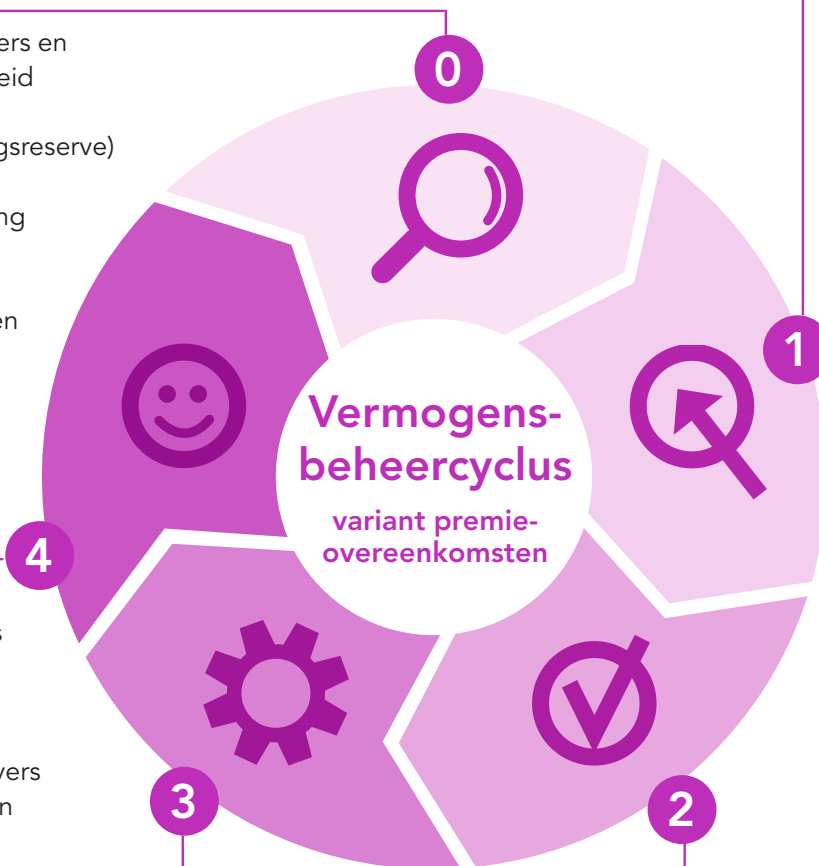 0
ers en
eid
gsreserve)
ng
en
1
Vermogens-
beheercyclus
variant premie-
overeenkomsten
4
s
vers
n
3
2